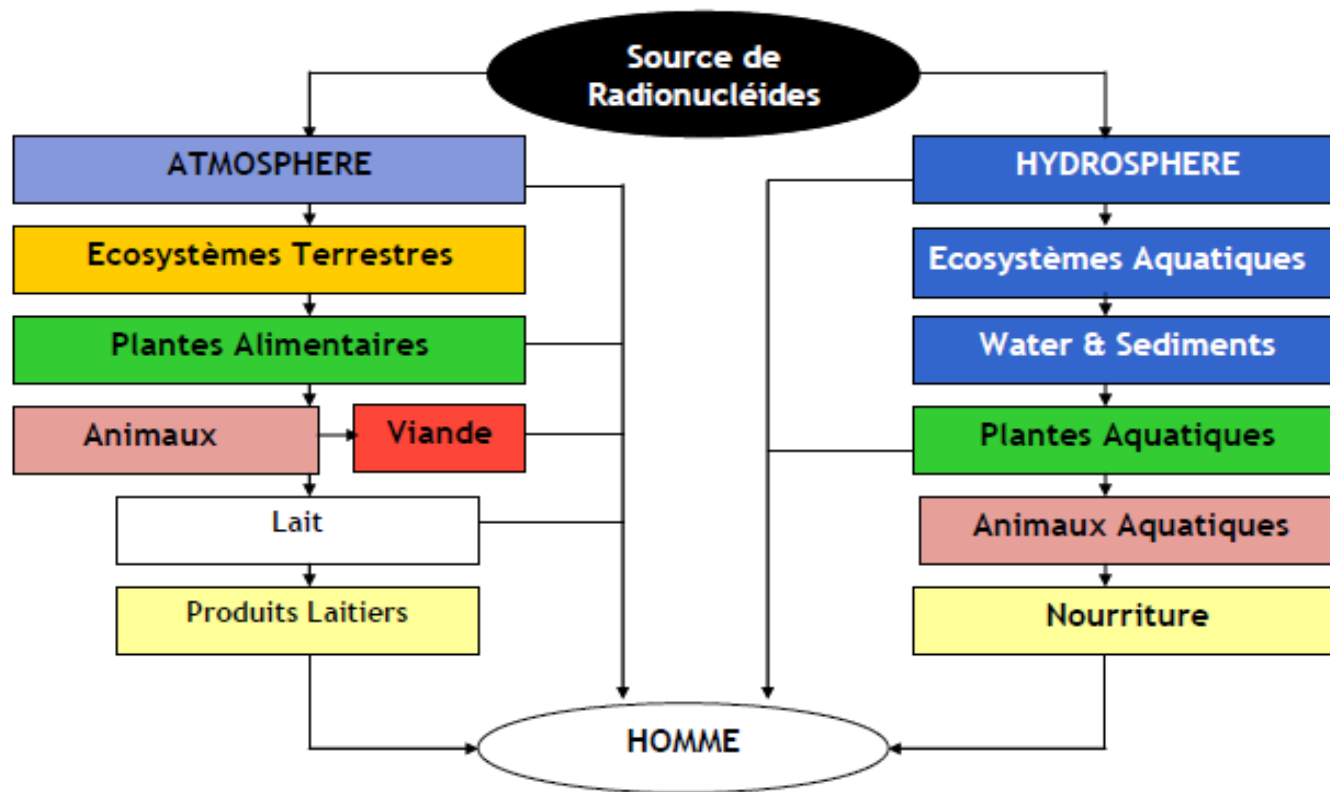 Source de
Radionucléides
ATMOSPHERE
HYDROSPHERE
Ecosystèmes Terrestres
Ecosystèmes Aquatiques
Plantes Alimentaires
Water & Sediments
Animaux
Viande
Plantes Aquatiques
Lait
Animaux Aquatiques
Produits Laitiers
Nourriture
HOMME